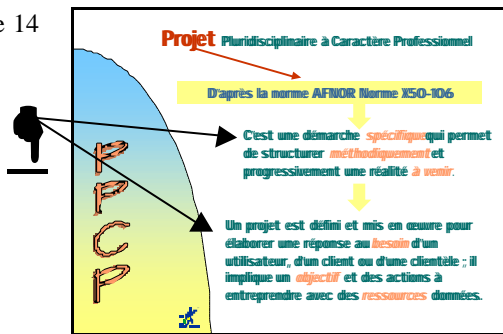 e 14
Projet Pluridisciplinaire à Caractère Professionnel
D'après la norme AFNOR Norme X50-106
C'est une démarche spécifique qui permet
de structurer méthodiquement et
progressivement une réalité à venir.
Un projet est défini et mis en œuvre pour
élaborer une réponse au besoin d'un
utilisateur, d'un client ou d'une clientèle ; il
implique un objectif et des actions à
entreprendre avec des ressources données.
P
P
C
P